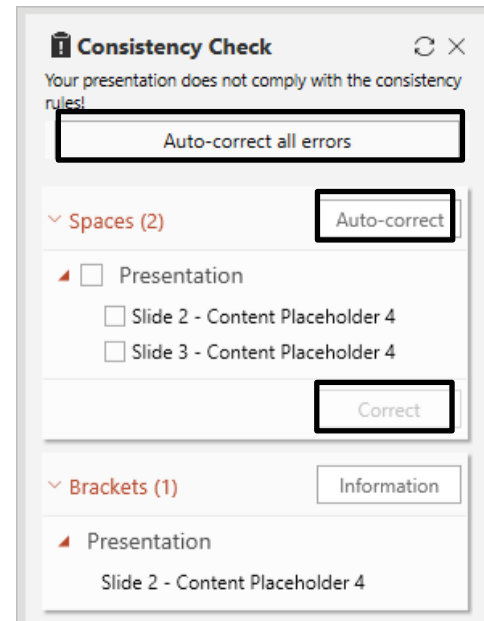 Consistency Check
Your presentation does not comply with the consistency
rules!
Auto-correct all errors
Spaces (2)
Auto-correct
Presentation
Slide 2 - Content Placeholder 4
Slide 3 - Content Placeholder 4
Correct
Brackets (1)
Information
Presentation
Slide 2 - Content Placeholder 4